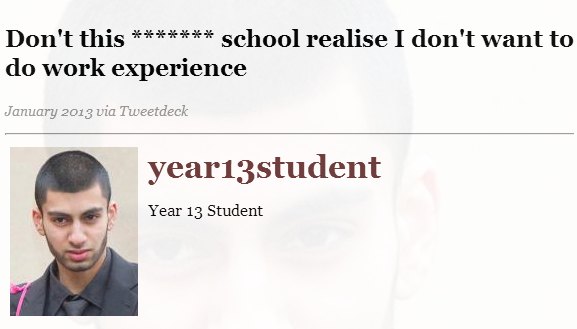 Don't this ******* school realise I don't want to
do work experience
January 2013 via Tweetdeck
year13student
Year 13 Student